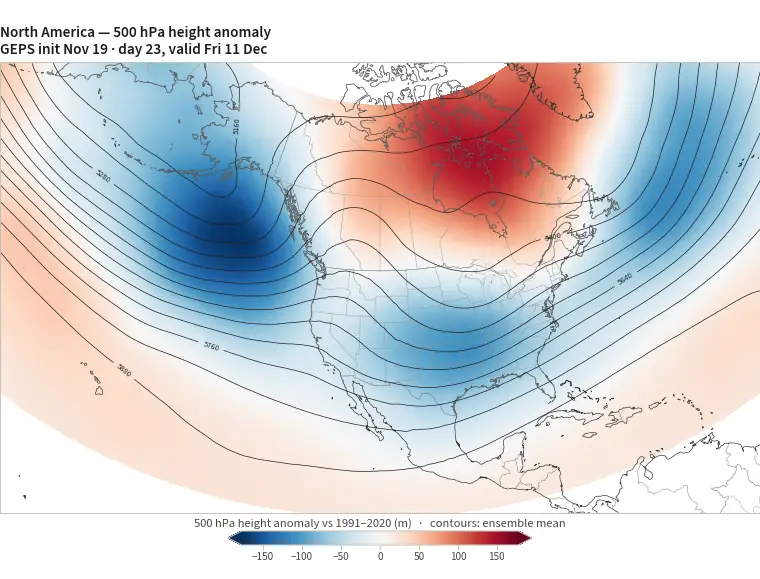 North America — 500 hPa height anomaly
GEPS init Nov 19 · day 23, valid Fri 11 Dec
5160
5280
5400
5640
5760
5880
500 hPa height anomaly vs 1991–2020 (m) · contours: ensemble mean
−150 −100 −50 0 50 100 150